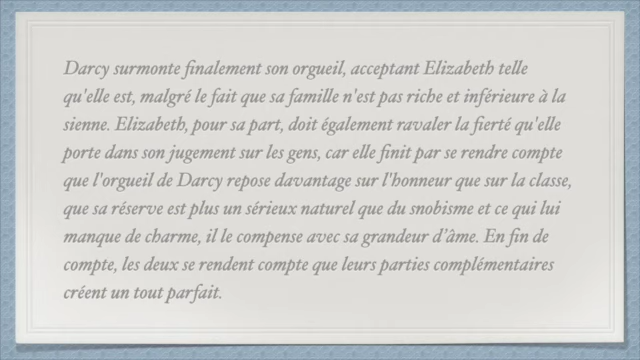 Darcy surmonte finalement son orgueil, acceptant Elizabeth telle
qu'elle est, malgré le fait que sa famille n'est pas riche et inférieure à la
sienne. Elizabeth, pour sa part, doit également ravaler la fierté qu'elle
porte dans son jugement sur les gens, car elle finit par se rendre compte
que l'orgueil de Darcy repose davantage sur l'honneur que sur la classe,
que sa réserve est plus un sérieux naturel que du snobisme et ce qui lui
manque de charme, il le compense avec sa grandeur d'âme. En fin de
compte, les deux se rendent compte que leurs parties complémentaires
créent un tout parfait.